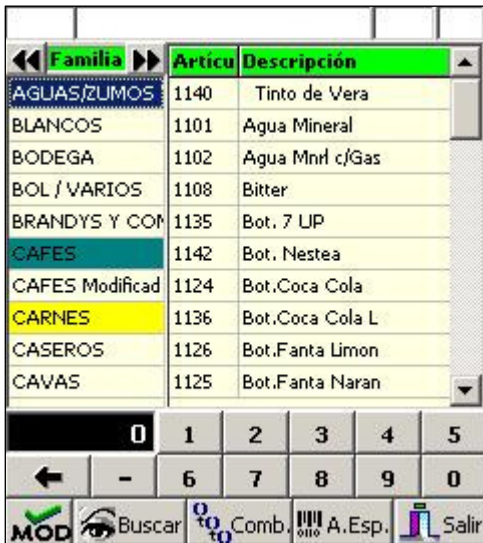 Familia Artícu Descripción
AGUAS/ZUMOS 1140 Tinto de Vera
BLANCOS 1101 Agua Mineral
BODEGA 1102 Agua Mnrl c/Gas
BOL / VARIOS 1108 Bitter
BRANDYS Y CON 1135 Bot. 7 UP
CAFES 1142 Bot. Nestea
CAFES Modificad 1124 Bot.Coca Cola
CARNES 1136 Bot.Coca Cola L
CASEROS 1126 Bot.Fanta Limon
CAVAS 1125 Bot.Fanta Naran
0 1 2 3 4 5
- 6 7 8 9 0
MOD Buscar OtOtO Comb. A.Esp. Salir